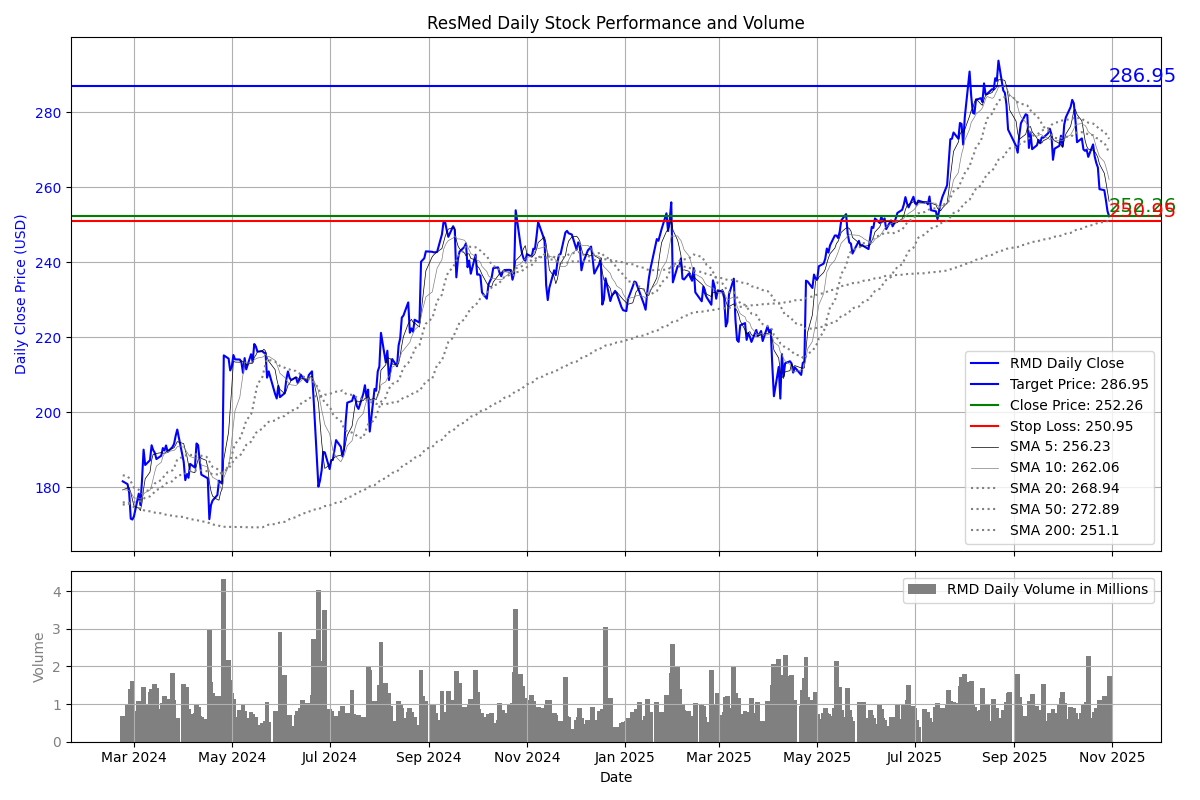 ResMed Daily Stock Performance and Volume
286.95
252.26
250.95
Daily Close Price (USD)
280
260
240
220
200
180
RMD Daily Close
Target Price: 286.95
Close Price: 252.26
Stop Loss: 250.95
SMA 5: 256.23
SMA 10: 262.06
SMA 20: 268.94
SMA 50: 272.89
SMA 200: 251.1
RMD Daily Volume in Millions
Volume
4
3
2
1
0
Mar 2024 May 2024 Jul 2024 Sep 2024 Nov 2024 Jan 2025 Mar 2025 May 2025 Jul 2025 Sep 2025 Nov 2025
Date